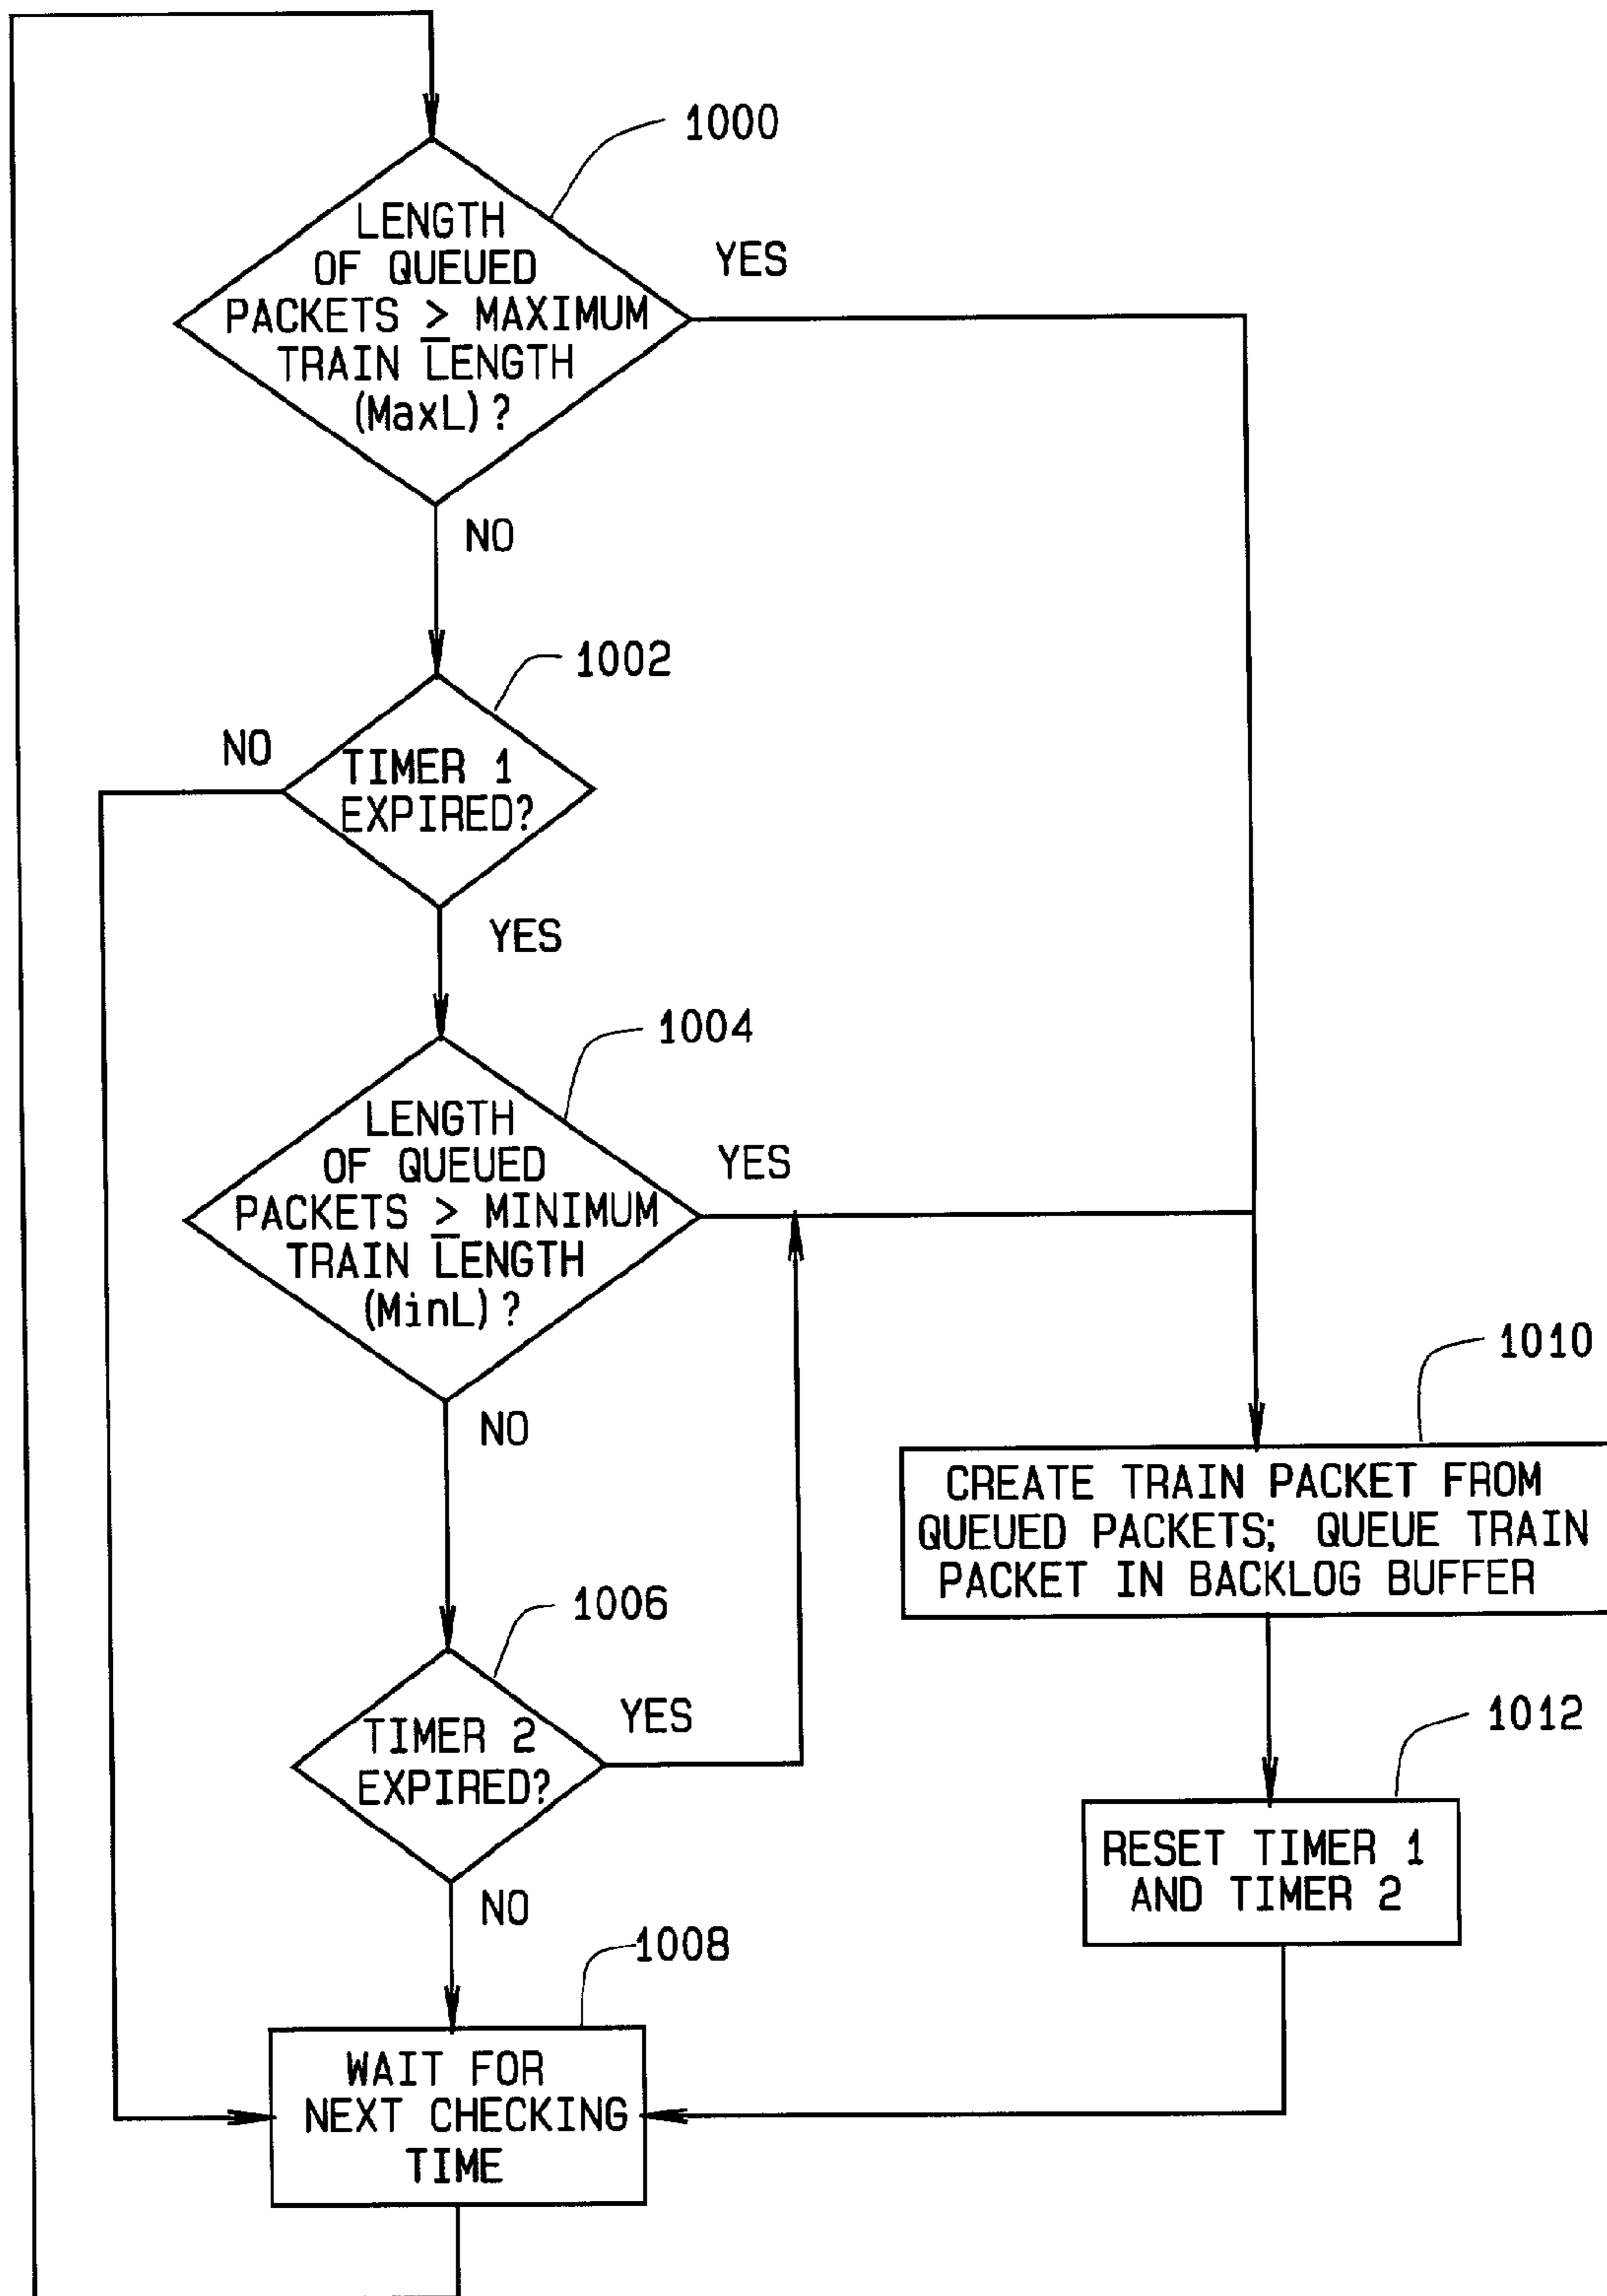 1000
LENGTH
OF QUEUED
PACKETS ≥ MAXIMUM
TRAIN LENGTH
(MaxL)?
YES
NO
1002
NO
TIMER 1
EXPIRED?
YES
1004
LENGTH
OF QUEUED
PACKETS ≥ MINIMUM
TRAIN LENGTH
(MinL)?
YES
NO
1010
CREATE TRAIN PACKET FROM
QUEUED PACKETS; QUEUE TRAIN
PACKET IN BACKLOG BUFFER
1006
TIMER 2
EXPIRED?
YES
NO
1012
RESET TIMER 1
AND TIMER 2
1008
WAIT FOR
NEXT CHECKING
TIME